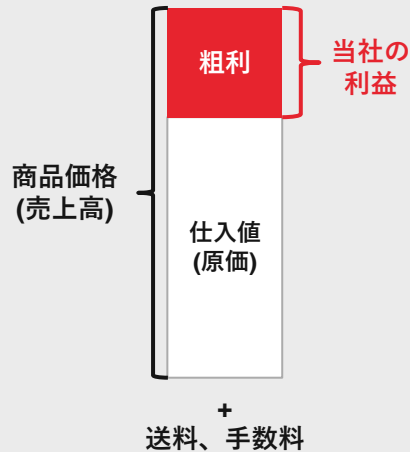 粗利
当社の
利益
商品価格
(売上高)
仕入値
(原価)
+
送料、手数料